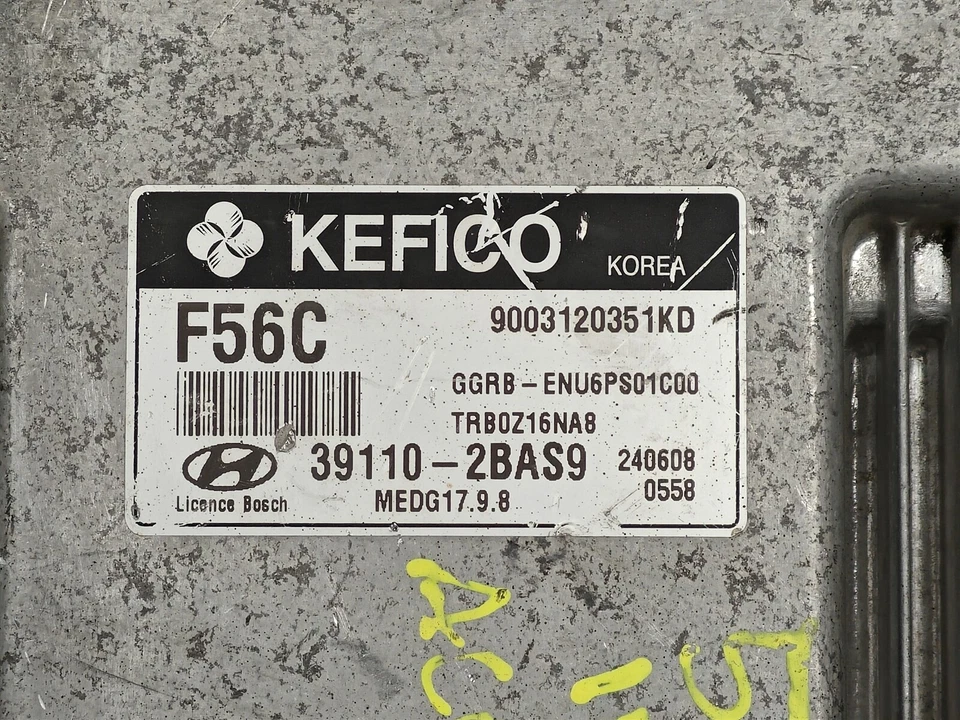 KEFICO KOREA
F56C 9003120351KD
GGRB-ENU6PS01C00
TRB0Z16NA8
39110-2BAS9 240608
Licence Bosch MEDG17.9.8 0558